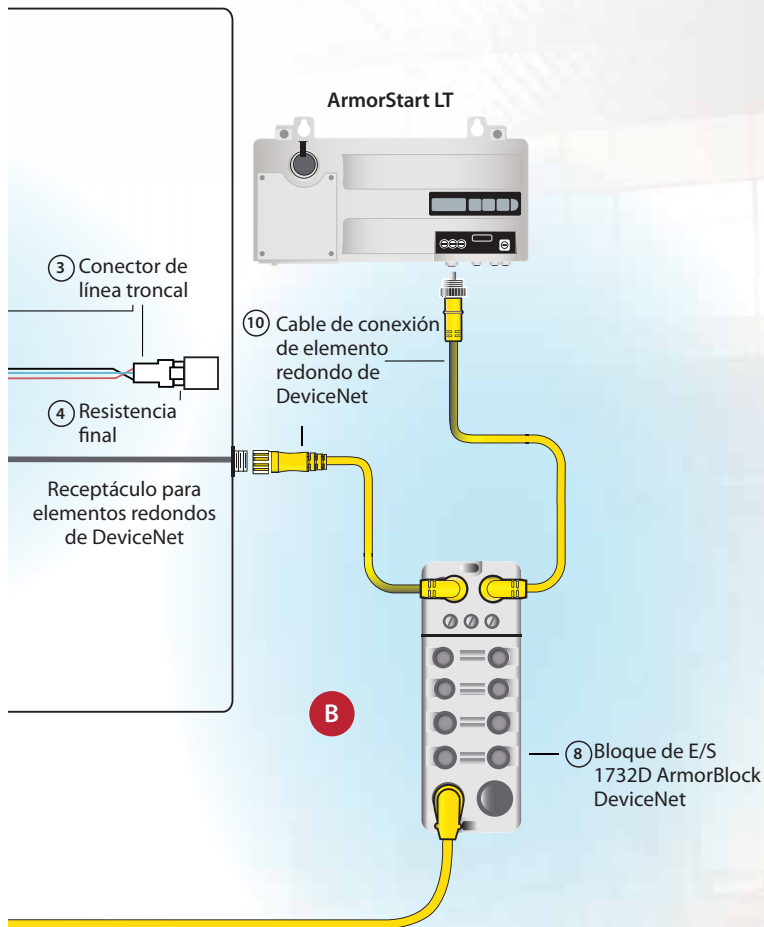 ArmorStart LT
3 Conector de
línea troncal
10 Cable de conexión
de elemento
redondo de
DeviceNet
4 Resistencia
final
Receptáculo para
elementos redondos
de DeviceNet
B
8 Bloque de E/S
1732D ArmorBlock
DeviceNet